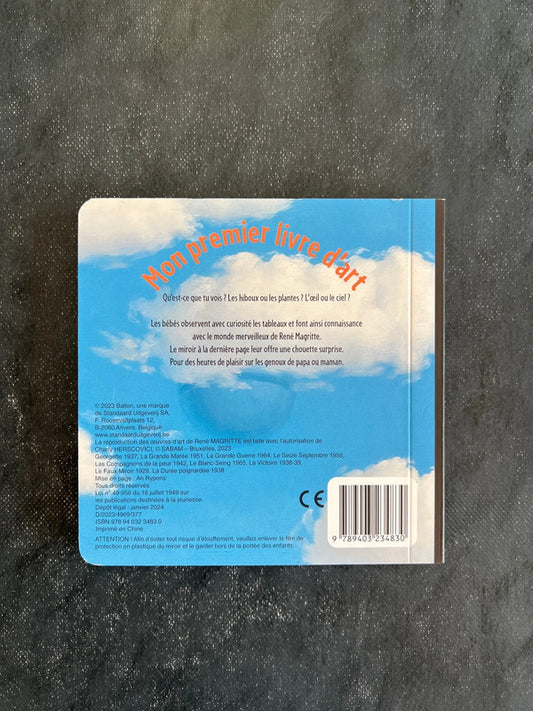 Mon premier livre d'art
Qu'est-ce que tu vois ? Les hiboux ou les plantes ? L'œil ou le ciel ?
Les bébés observent avec curiosité les tableaux et font ainsi connaissance
avec le monde merveilleux de René Magritte.
Le miroir à la dernière page leur offre une chouette surprise.
Pour des heures de plaisir sur les genoux de papa ou maman.
© 2023 Ballon, une marque
de Standaard Uitgeverij SA,
F. Rooseveltplaats 12,
B-2060 Anvers, Belgique
www.standaarduitgeverij.be
La reproduction des œuvres d'art de René MAGRITTE est faite avec l'autorisation de
Charly HERSCOVICI, © SABAM – Bruxelles, 2023
Georgette 1937, La Grande Marée 1951, La Grande Guerre 1964, Le Seize Septembre 1956,
Les Compagnons de la peur 1942, Le Blanc-Seing 1965, La Victoire 1938-39,
Le Faux Miroir 1929, La Durée poignardée 1938
Mise en page : An Rypens
Tous droits réservés.
Loi n° 49-956 du 16 juillet 1949 sur
les publications destinées à la jeunesse.
Dépôt légal : janvier 2024
D/2023/4969/377
ISBN 978 94 032 3483 0
Imprimé en Chine
CE
9 789403 234830
ATTENTION ! Afin d'éviter tout risque d'étouffement, veuillez enlever le film de
protection en plastique du miroir et le garder hors de la portée des enfants.